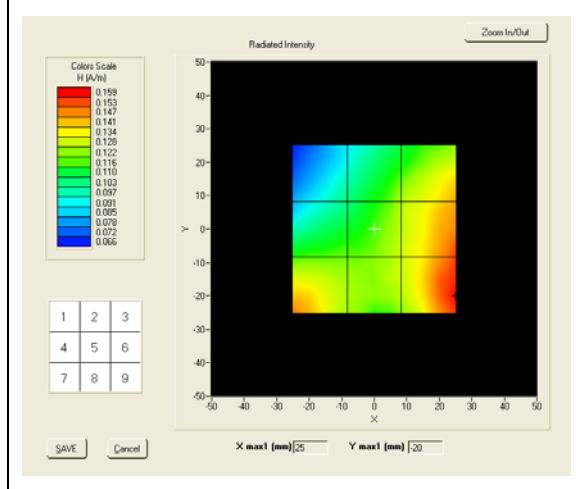 Zoom In/Out
Radiated Intensity
Colors Scale
H (A/m)
0.159
0.153
0.147
0.141
0.134
0.128
0.122
0.116
0.110
0.103
0.097
0.091
0.085
0.078
0.072
0.066
50
40
30
20
10
0
-10
-20
-30
-40
-50
Y
-50 -40 -30 -20 -10 0 10 20 30 40 50
X
1 2 3
4 5 6
7 8 9
SAVE Cancel X max1 (mm) 25 Y max1 (mm) -20